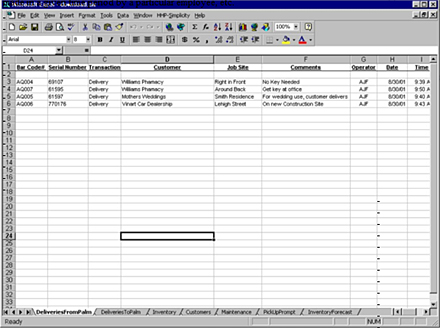 Microsoft Excel - download.xls
File Edit View Insert Format Tools Data Window HHP-Simplicity Help
100%
Arial 8 B I U
D24 =
A B C D E F G H I
1 Bar Code# Serial Number Transaction Customer Job Site Comments Operator Date Time
2
3 AQ004 69107 Delivery Williams Phamacy Right in Front No Key Needed AJF 8/30/01 9:39 A
4 AQ007 61595 Delivery Williams Phamacy Around Back Get key at office AJF 8/30/01 9:50 A
5 AQ005 61597 Delivery Mothers Weddings Smith Residence For wedding use, customer delivers AJF 8/30/01 9:40 A
6 AQ006 770176 Delivery Vinart Car Dealership Lehigh Street On new Construction Site AJF 8/30/01 9:43 A
7
8
9
10
11
12
13
14
15
16
17
18
19
20
21
22
23
24
25
26
27
28
29
30
31
32
33
DeliveriesFromPalm DeliveriesToPalm Inventory Customers Maintenance PickUpPrompt InventoryForecast
Ready NUM